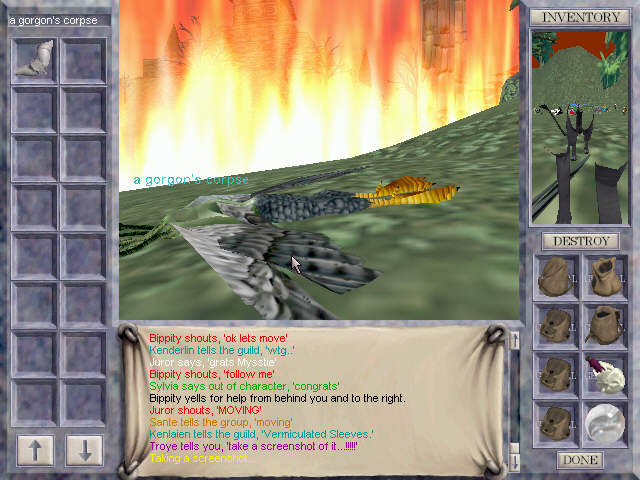 a gorgon's corpse
INVENTORY
a gorgon's corpse
DESTROY
Bippity shouts, 'ok lets move'
Kenderlin tells the guild, 'wtg..'
Juror says, 'grats Mysstie'
Bippity shouts, 'follow me'
Sylvia says out of character, 'congrats'
Bippity yells for help from behind you and to the right.
Juror shouts, 'MOVING'
Sante tells the group, 'moving'
Kenlaien tells the guild, 'Vermiculated Sleeves.'
Troye tells you, 'take a screenshot of it...!!!!!'
Taking a screenshot...
DONE